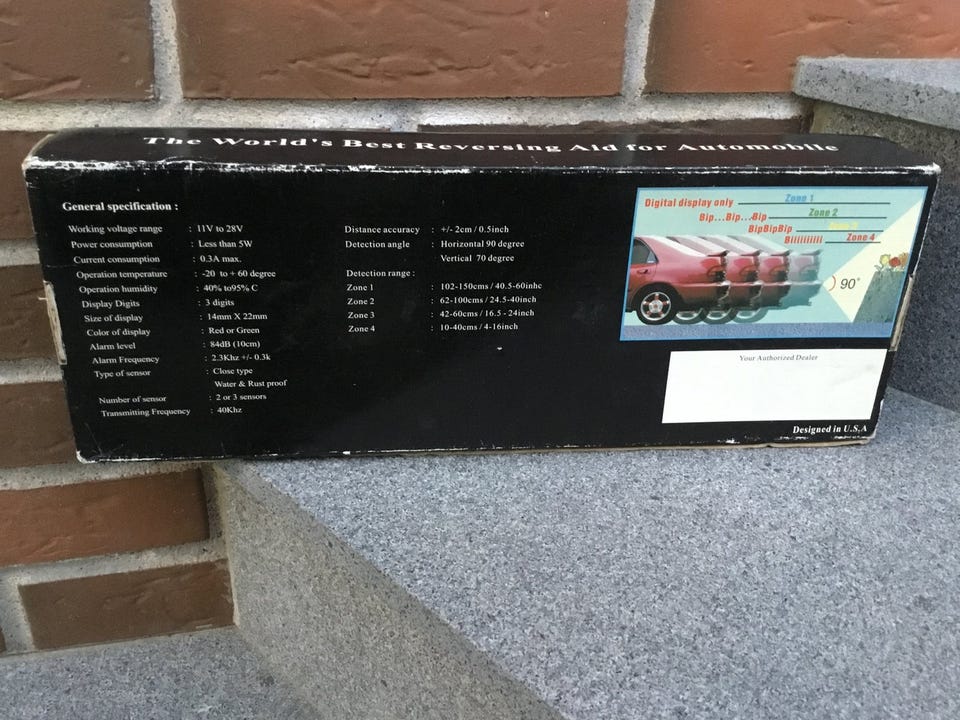 The World's Best Reversing Aid for Automobile
General specification :
Working voltage range : 11V to 28V
Power consumption : Less than 5W
Current consumption : 0.3A max.
Operation temperature : -20 to + 60 degree
Operation humidity : 40% to95% C
Display Digits : 3 digits
Size of display : 14mm X 22mm
Color of display : Red or Green
Alarm level : 84dB (10cm)
Alarm Frequency : 2.3Khz +/- 0.3k
Type of sensor : Close type
Water & Rust proof
Number of sensor : 2 or 3 sensors
Transmitting Frequency : 40Khz
Distance accuracy : +/- 2cm / 0.5inch
Detection angle : Horizontal 90 degree
Vertical 70 degree
Detection range :
Zone 1 : 102-150cms / 40.5-60inhc
Zone 2 : 62-100cms / 24.5-40inch
Zone 3 : 42-60cms / 16.5 - 24inch
Zone 4 : 10-40cms / 4-16inch
Digital display only Zone 1
Bip...Bip...Bip Zone 2
BipBipBip Zone 3
Biiiiiiiiii Zone 4
90°
Your Authorized Dealer
Designed in U.S.A